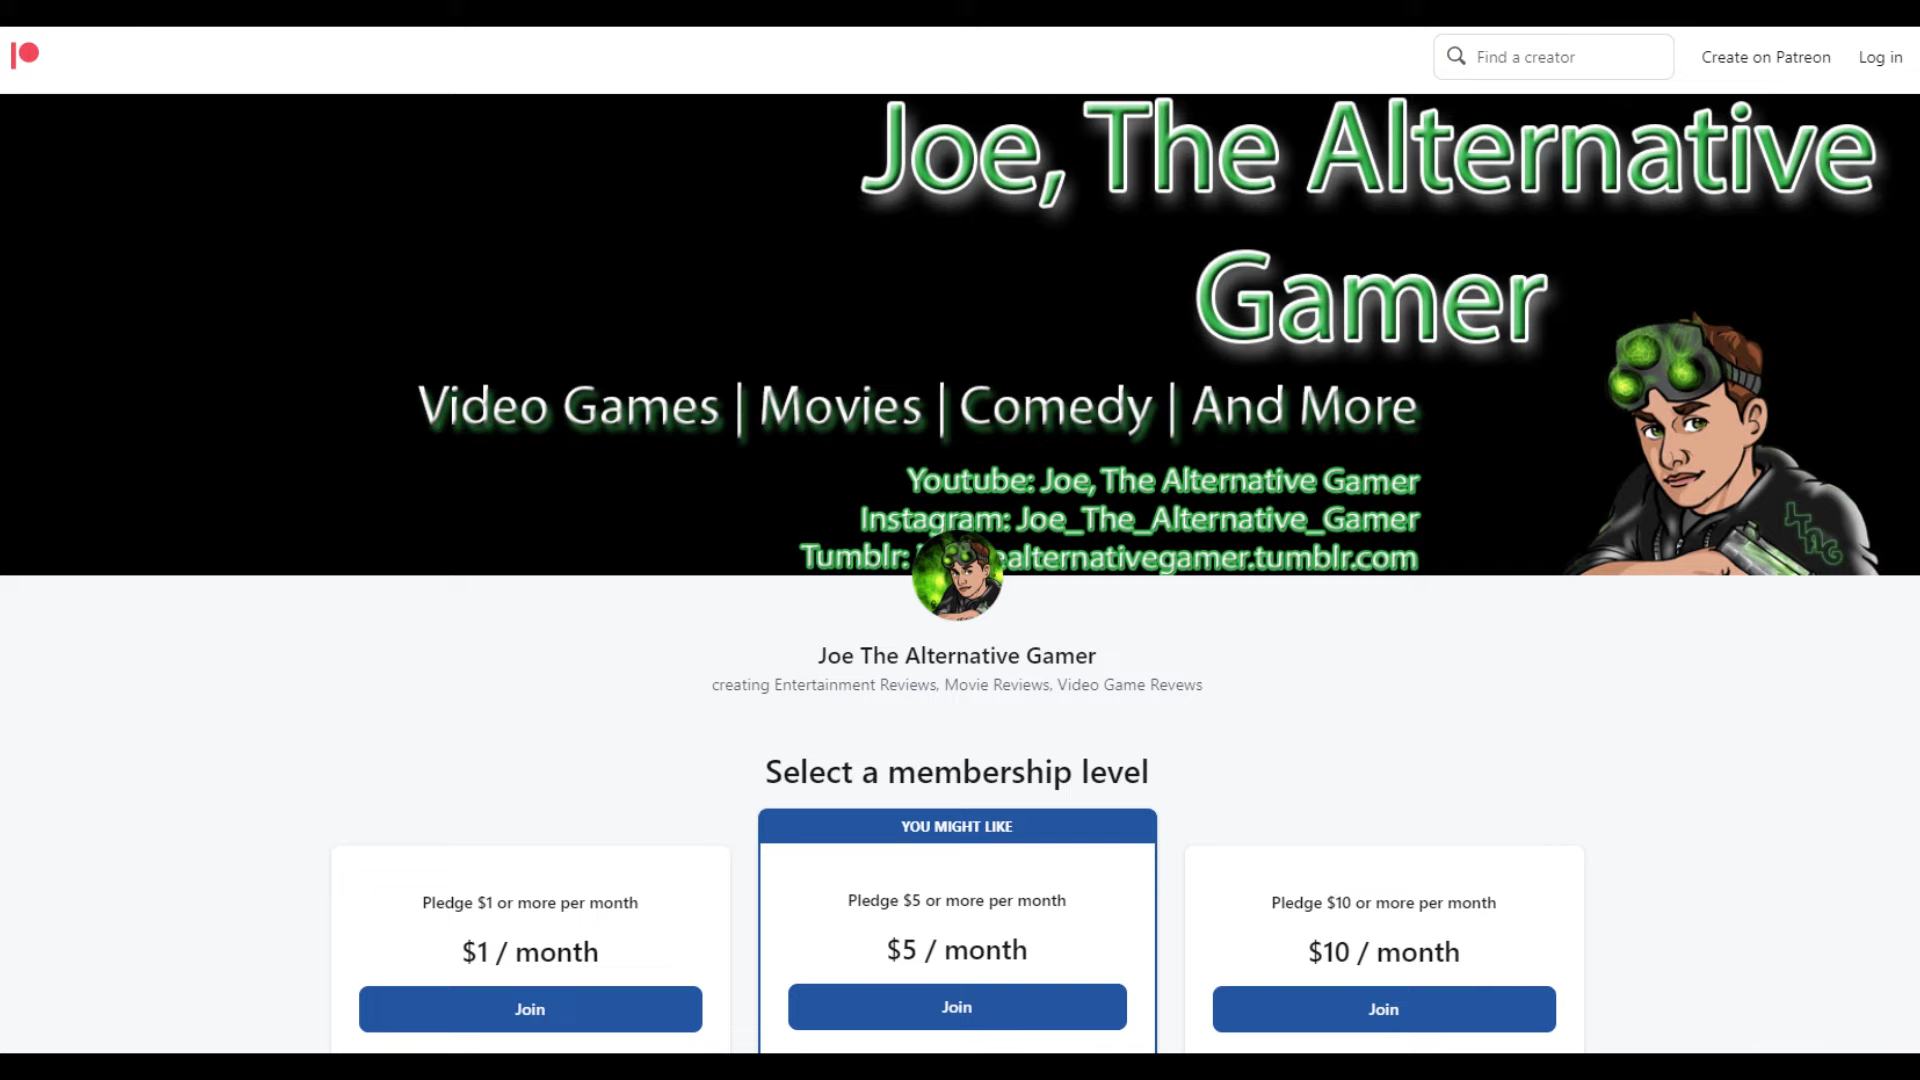 Find a creator
Create on Patreon
Log in
Joe, The Alternative
Gamer
Video Games | Movies | Comedy | And More
Youtube: Joe, The Alternative Gamer
Instagram: Joe_The_Alternative_Gamer
Tumblr: ealternativegamer.tumblr.com
JTAG
Joe The Alternative Gamer
creating Entertainment Reviews, Movie Reviews, Video Game Revews
Select a membership level
YOU MIGHT LIKE
Pledge $1 or more per month
$1 / month
Join
Pledge $5 or more per month
$5 / month
Join
Pledge $10 or more per month
$10 / month
Join